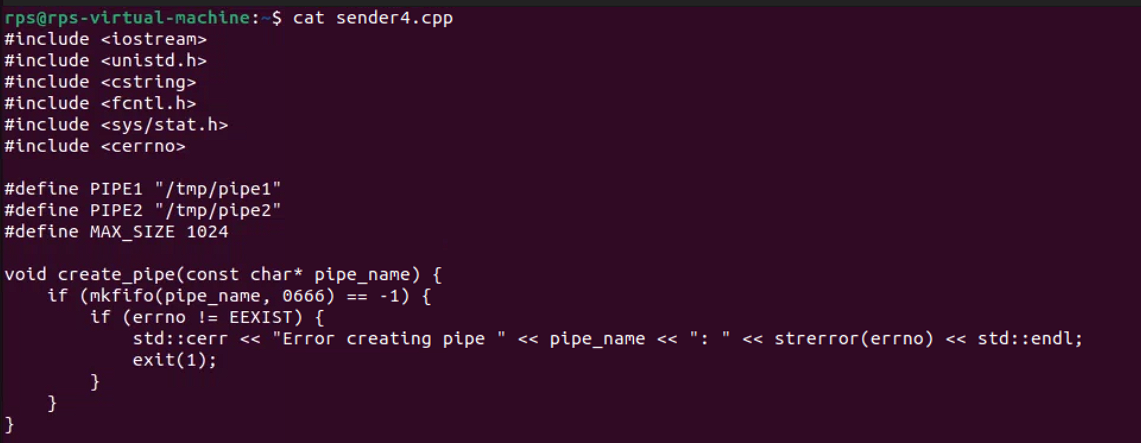 rps@rps-virtual-machine:~$ cat sender4.cpp
#include <iostream>
#include <unistd.h>
#include <cstring>
#include <fcntl.h>
#include <sys/stat.h>
#include <cerrno>

#define PIPE1 "/tmp/pipe1"
#define PIPE2 "/tmp/pipe2"
#define MAX_SIZE 1024

void create_pipe(const char* pipe_name) {
    if (mkfifo(pipe_name, 0666) == -1) {
        if (errno != EEXIST) {
            std::cerr << "Error creating pipe " << pipe_name << ": " << strerror(errno) << std::endl;
            exit(1);
        }
    }
}